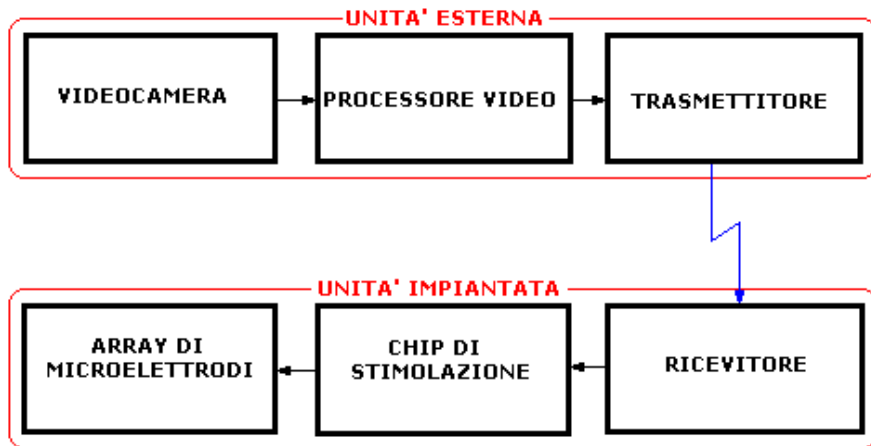 UNITA' ESTERNA
VIDEOCAMERA
PROCESSORE VIDEO
TRASMETTITORE
UNITA' IMPIANTATA
ARRAY DI
MICROELETTRODI
CHIP DI
STIMOLAZIONE
RICEVITORE